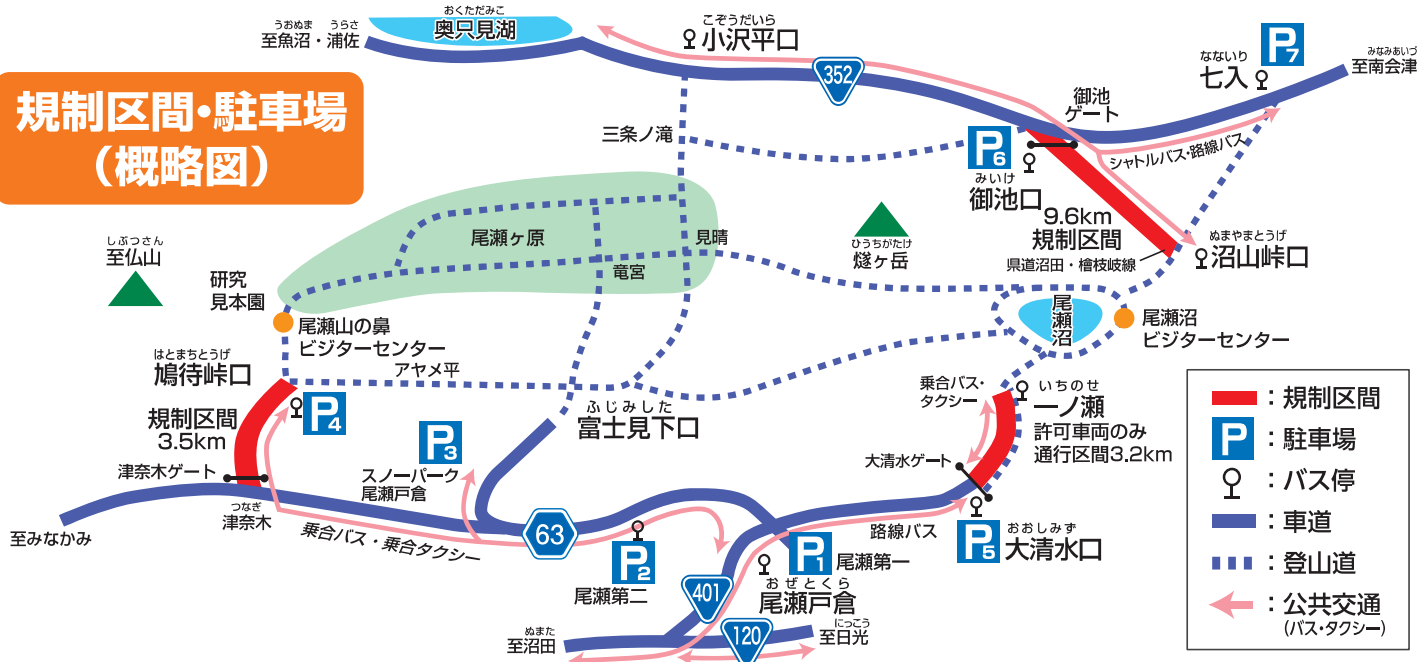 おくただみこ
奥只見湖
うおぬま うらさ
至魚沼・浦佐
こぞうだいら
小沢平口
352
P7
なないり
七入
みなみあいづ
至南会津
規制区間・駐車場
(概略図)
御池
ゲート
三条ノ滝
P6
みいけ
御池口
シャトルバス・路線バス
9.6km
規制区間
県道沼田・檜枝岐線
ぬまやまとうげ
沼山峠口
しぶつさん
至仏山
尾瀬ヶ原
見晴
竜宮
ひうちがたけ
燧ヶ岳
研究
見本園
尾瀬山の鼻
ビジターセンター
尾瀬沼
尾瀬沼
ビジターセンター
はとまちとうげ
鳩待峠口
アヤメ平
規制区間
3.5km
P4
津奈木ゲート
つなぎ
津奈木
至みなかみ
乗合バス・乗合タクシー
P3
スノーパーク
尾瀬戸倉
ふじみした
富士見下口
63
P2
尾瀬第二
乗合バス・
タクシー
いちのせ
一ノ瀬
許可車両のみ
通行区間3.2km
大清水ゲート
路線バス
P5
おおしみず
大清水口
P1
尾瀬第一
おぜとくら
尾瀬戸倉
401
120
ぬまた
至沼田
にっこう
至日光
:規制区間
P:駐車場
:バス停
:車道
:登山道
:公共交通
(バス・タクシー)